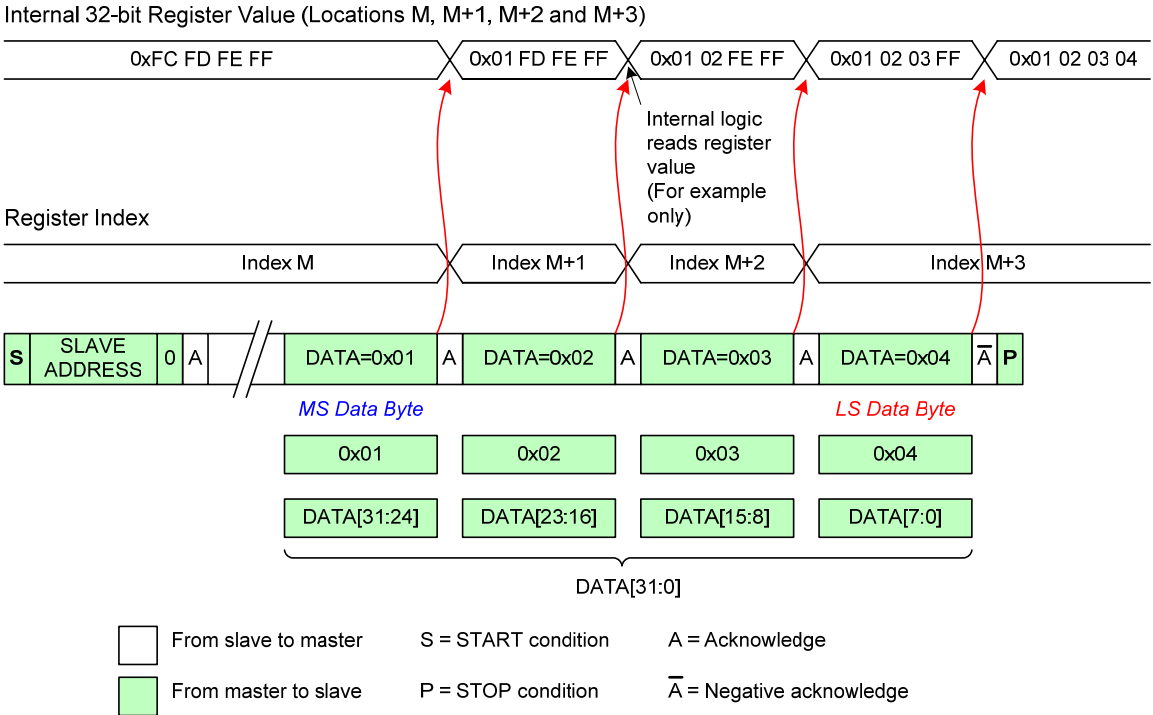 Internal 32-bit Register Value (Locations M, M+1, M+2 and M+3)
0xFC FD FE FF
0x01 FD FE FF
0x01 02 FE FF
0x01 02 03 FF
0x01 02 03 04
Internal logic
reads register
value
(For example
only)
Register Index
Index M
Index M+1
Index M+2
Index M+3
S
SLAVE
ADDRESS
0
A
DATA=0x01
A
DATA=0x02
A
DATA=0x03
A
DATA=0x04
A̅
P
MS Data Byte
LS Data Byte
0x01
0x02
0x03
0x04
DATA[31:24]
DATA[23:16]
DATA[15:8]
DATA[7:0]
DATA[31:0]
From slave to master
S = START condition
A = Acknowledge
From master to slave
P = STOP condition
A̅ = Negative acknowledge